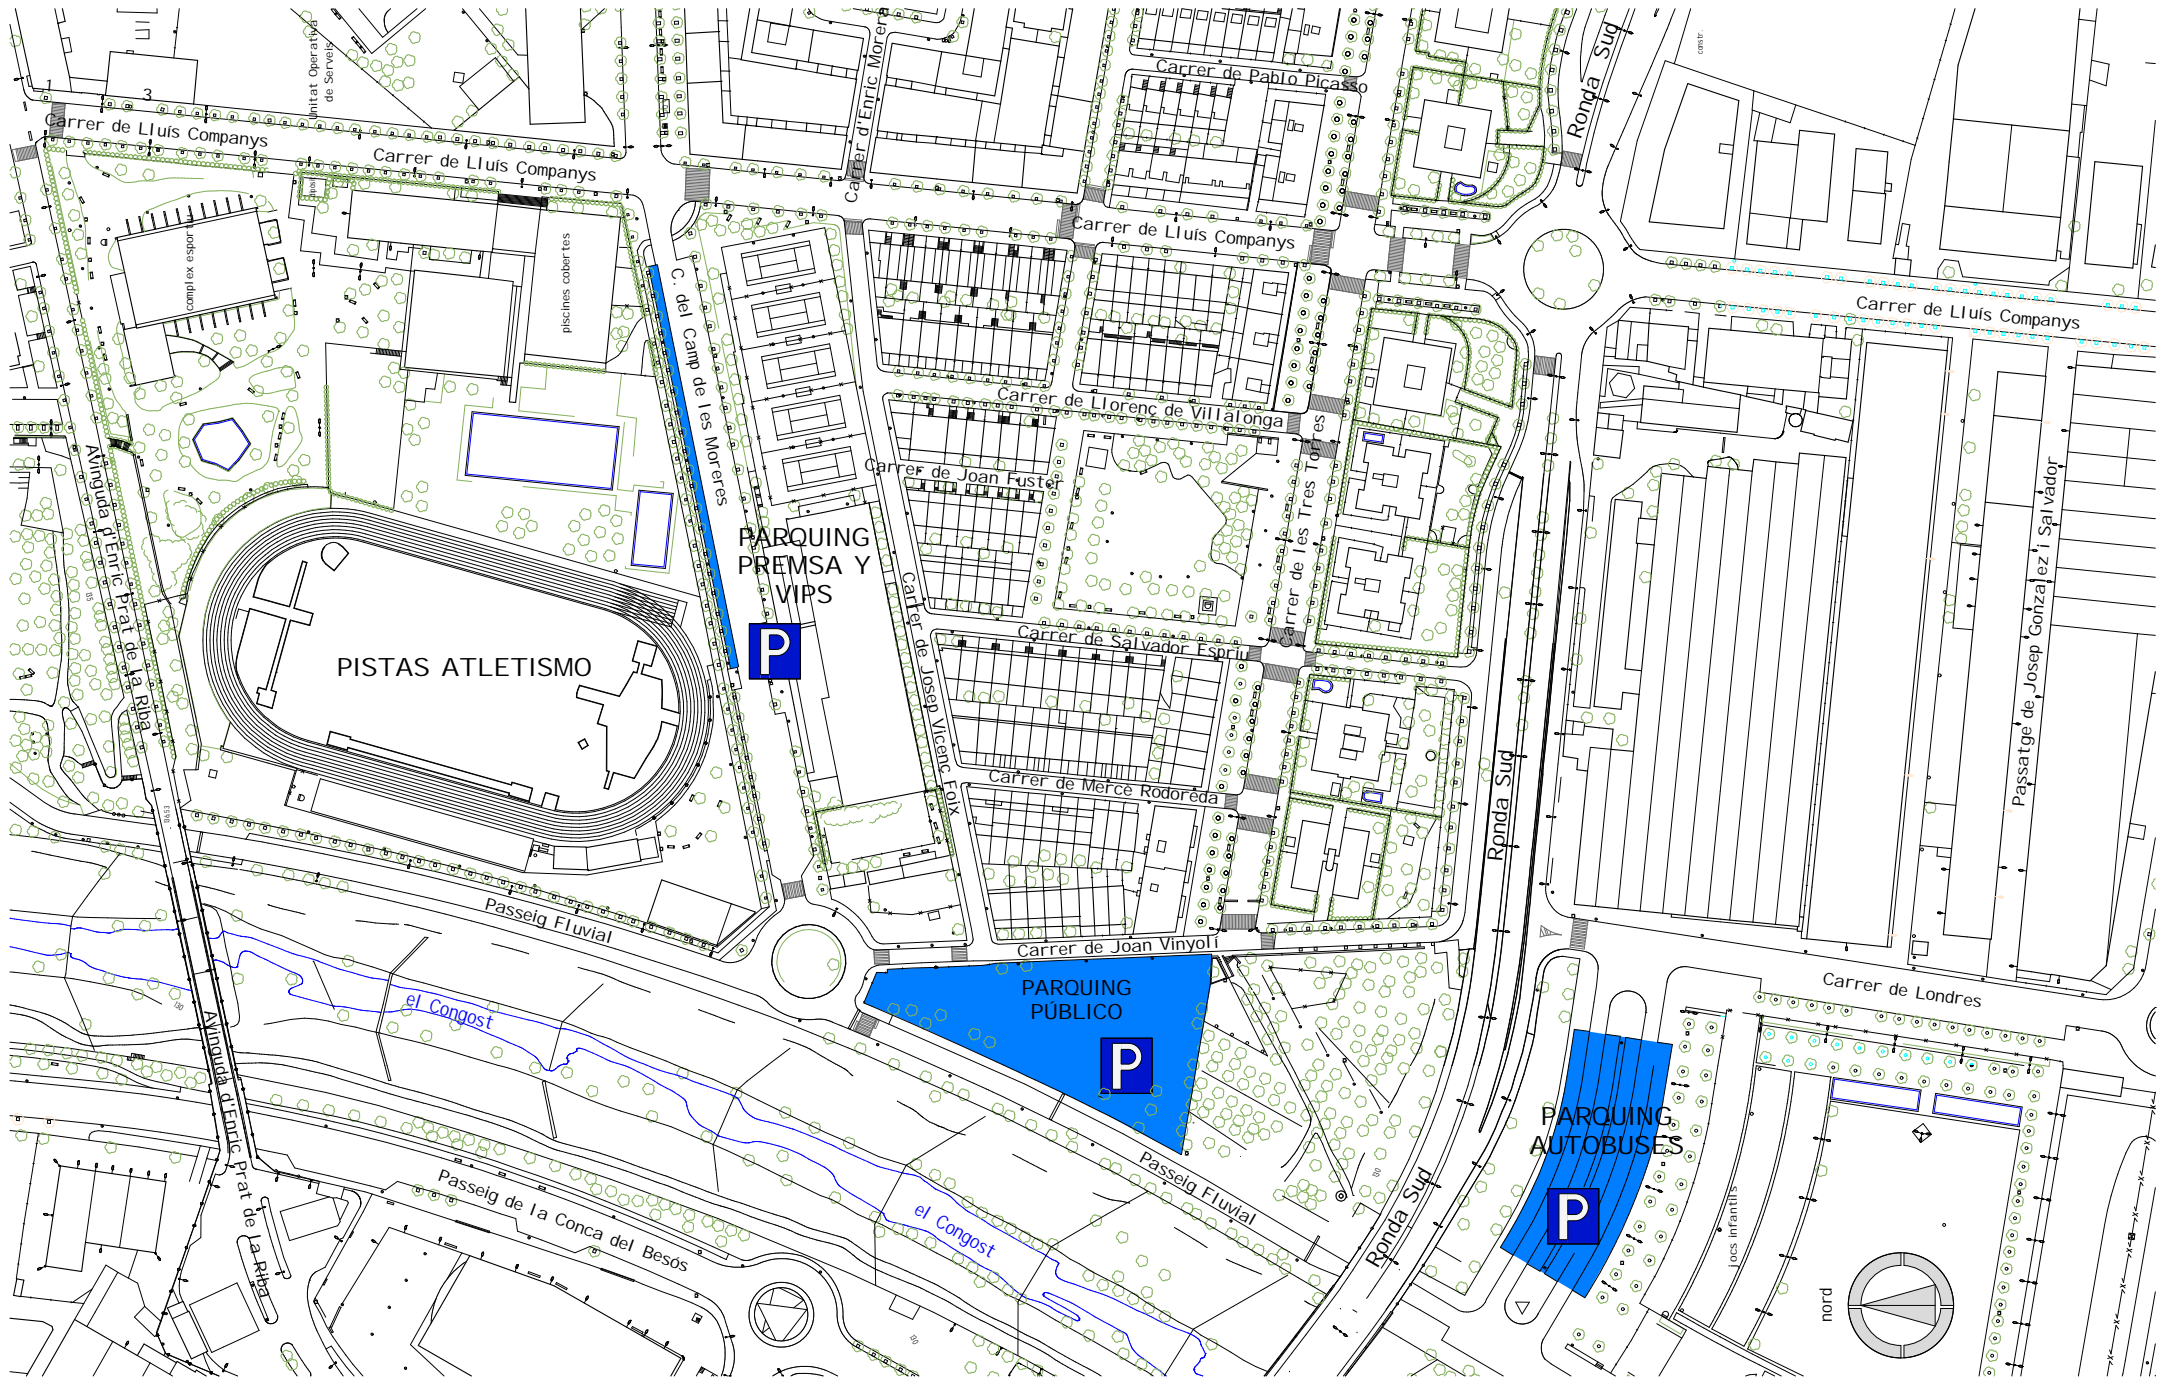 Unitat Operativa
de Serveis
Carrer d'Enric Morera
Carrer de Pablo Picasso
Ronda Sud
constr.
1
3
Carrer de Lluís Companys
Carrer de Lluís Companys
Carrer de Lluís Companys
Carrer de Lluís Companys
complex esportiu
piscines cobertes
C. del Camp de les Moreres
Carrer de Llorenç de Villalonga
Carrer de Joan Fuster
Carrer de les Tres Torres
Avinguda d'Enric Prat de la Riba
Passatge de Josep Gonzalez i Salvador
PARQUING
PREMSA Y
VIPS
P
PISTAS ATLETISMO
Carrer de Josep Vicenç Foix
Carrer de Salvador Espriu
Carrer de Mercè Rodoreda
Ronda Sud
Passeig Fluvial
Carrer de Joan Vinyoli
Carrer de Londres
PARQUING
PÚBLICO
P
el Congost
Avinguda d'Enric Prat de la Riba
PARQUING
AUTOBUSES
P
Passeig Fluvial
Passeig de la Conca del Besós
el Congost
Ronda Sud
jocs infantils
nord